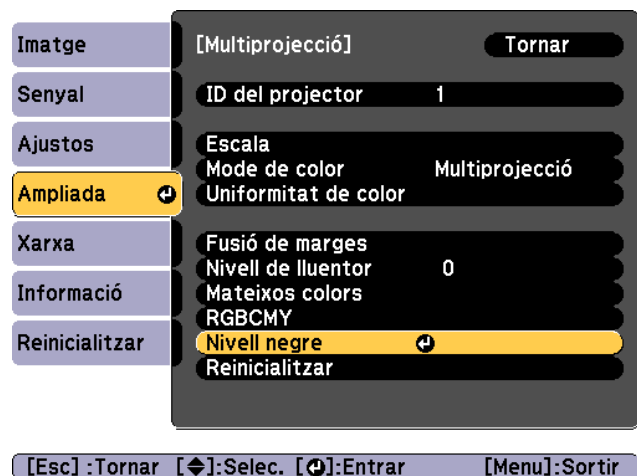 Imatge
Senyal
Ajustos
Ampliada
Xarxa
Informació
Reinicialitzar
[Multiprojecció] Tornar
ID del projector 1
Escala
Mode de color Multiprojecció
Uniformitat de color
Fusió de marges
Nivell de lluentor 0
Mateixos colors
RGBCMY
Nivell negre
Reinicialitzar
[Esc] :Tornar [◆]:Selec. [⏎]:Entrar [Menu]:Sortir